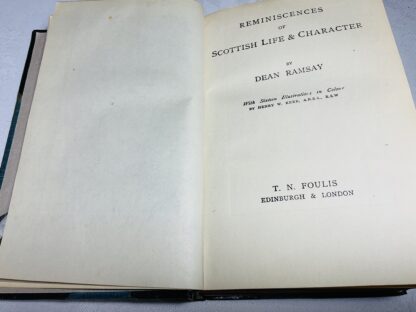 REMINISCENCES
OF
SCOTTISH LIFE & CHARACTER
BY
DEAN RAMSAY
With Sixteen Illustrations in Colour
BY HENRY W. KERR, A.R.S.A., R.S.W
T. N. FOULIS
EDINBURGH & LONDON